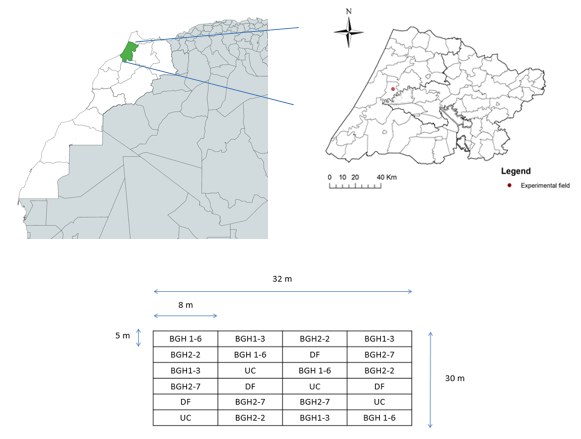 N
0 10 20 40 Km
Legend
Experimental field
32 m
8 m
5 m
BGH 1-6 BGH1-3 BGH2-2 BGH1-3
BGH2-2 BGH 1-6 DF BGH2-7
BGH1-3 UC BGH 1-6 BGH2-2
BGH2-7 DF UC DF
DF BGH2-7 BGH2-7 UC
UC BGH2-2 BGH1-3 BGH 1-6
30 m